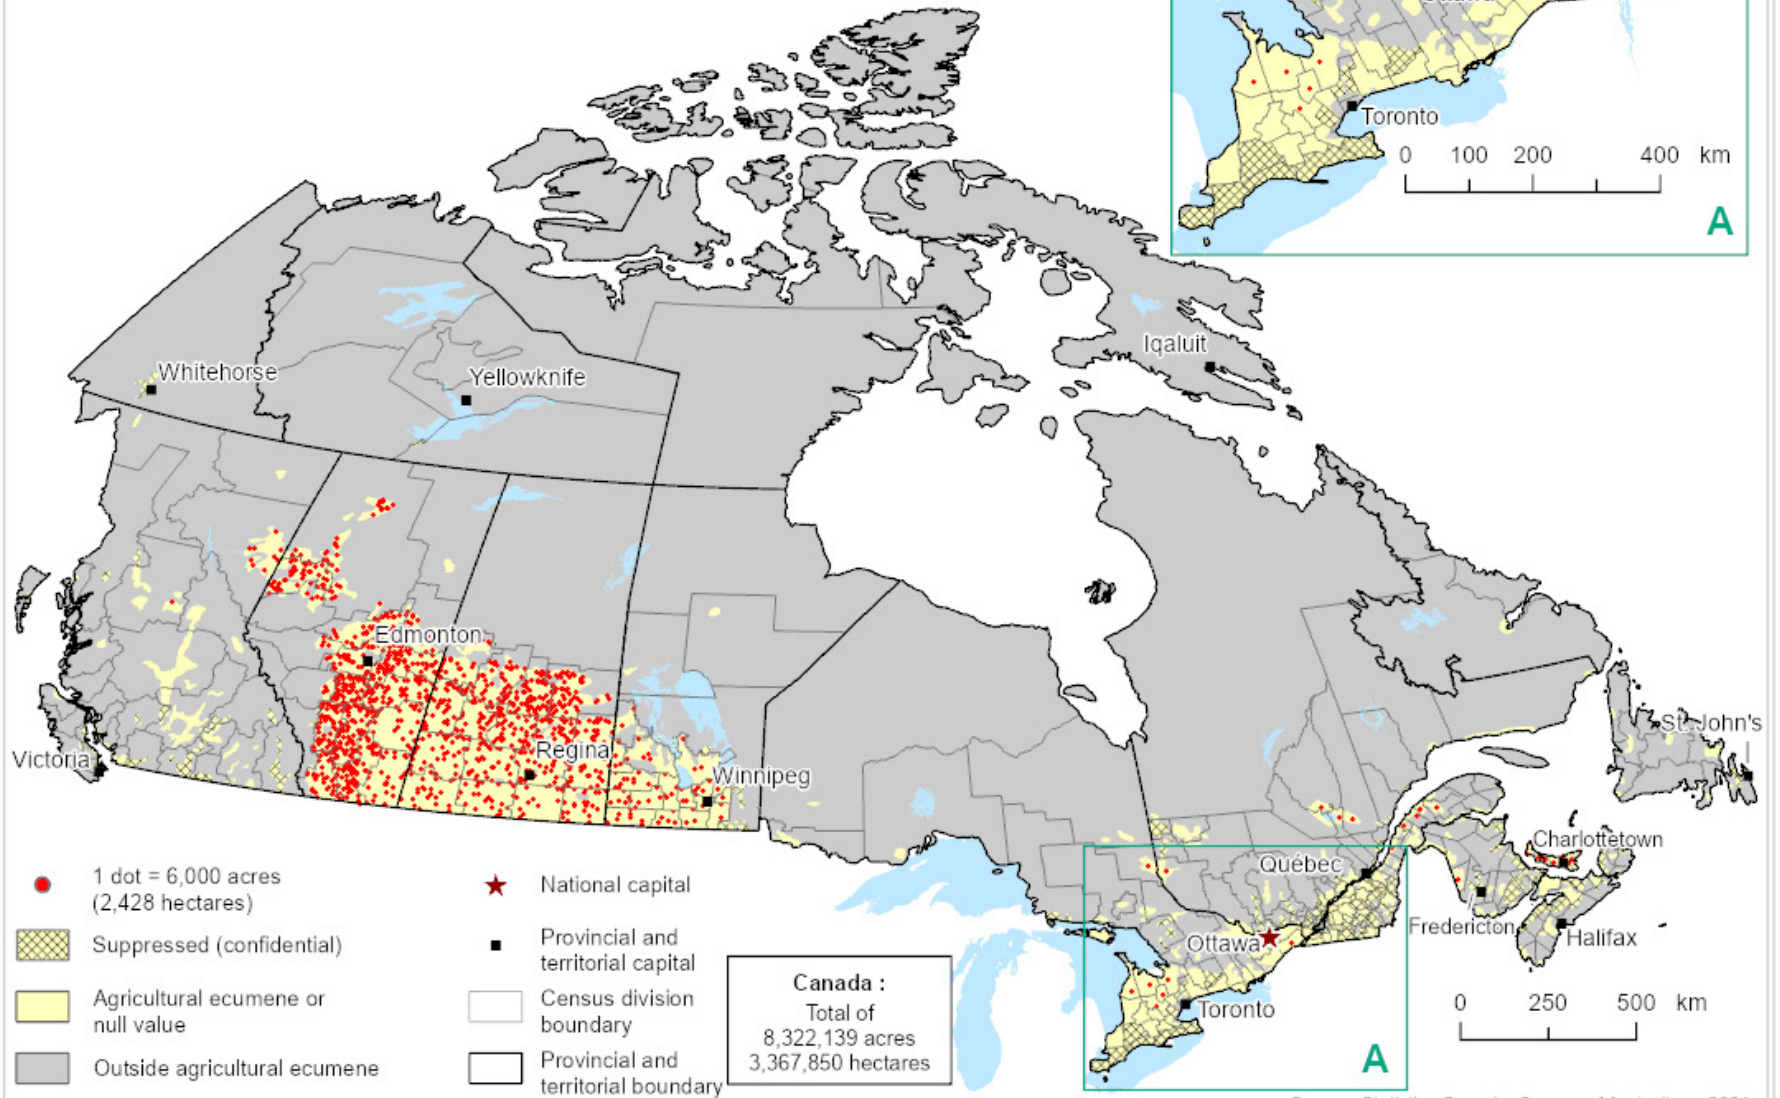 Toronto
0 100 200 400 km
A
Whitehorse
Yellowknife
Iqaluit
Edmonton
Regina
Winnipeg
Victoria
St. John's
Charlottetown
Québec
Fredericton
Halifax
Ottawa
Toronto
A
0 250 500 km
1 dot = 6,000 acres
(2,428 hectares)
Suppressed (confidential)
Agricultural ecumene or
null value
Outside agricultural ecumene
National capital
Provincial and
territorial capital
Census division
boundary
Provincial and
territorial boundary
Canada :
Total of
8,322,139 acres
3,367,850 hectares